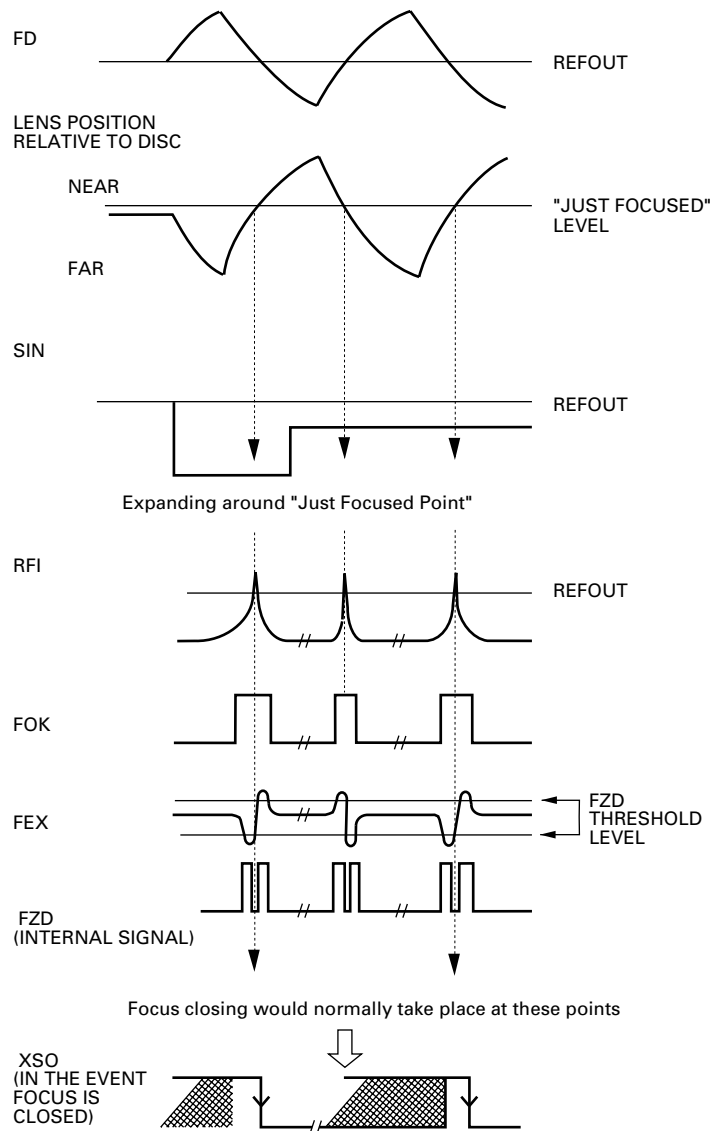 FD
REFOUT
LENS POSITION
RELATIVE TO DISC
NEAR
"JUST FOCUSED"
LEVEL
FAR
SIN
REFOUT
Expanding around "Just Focused Point"
RFI
REFOUT
FOK
FZD
THRESHOLD
LEVEL
FEX
FZD
(INTERNAL SIGNAL)
Focus closing would normally take place at these points
XSO
(IN THE EVENT
FOCUS IS
CLOSED)